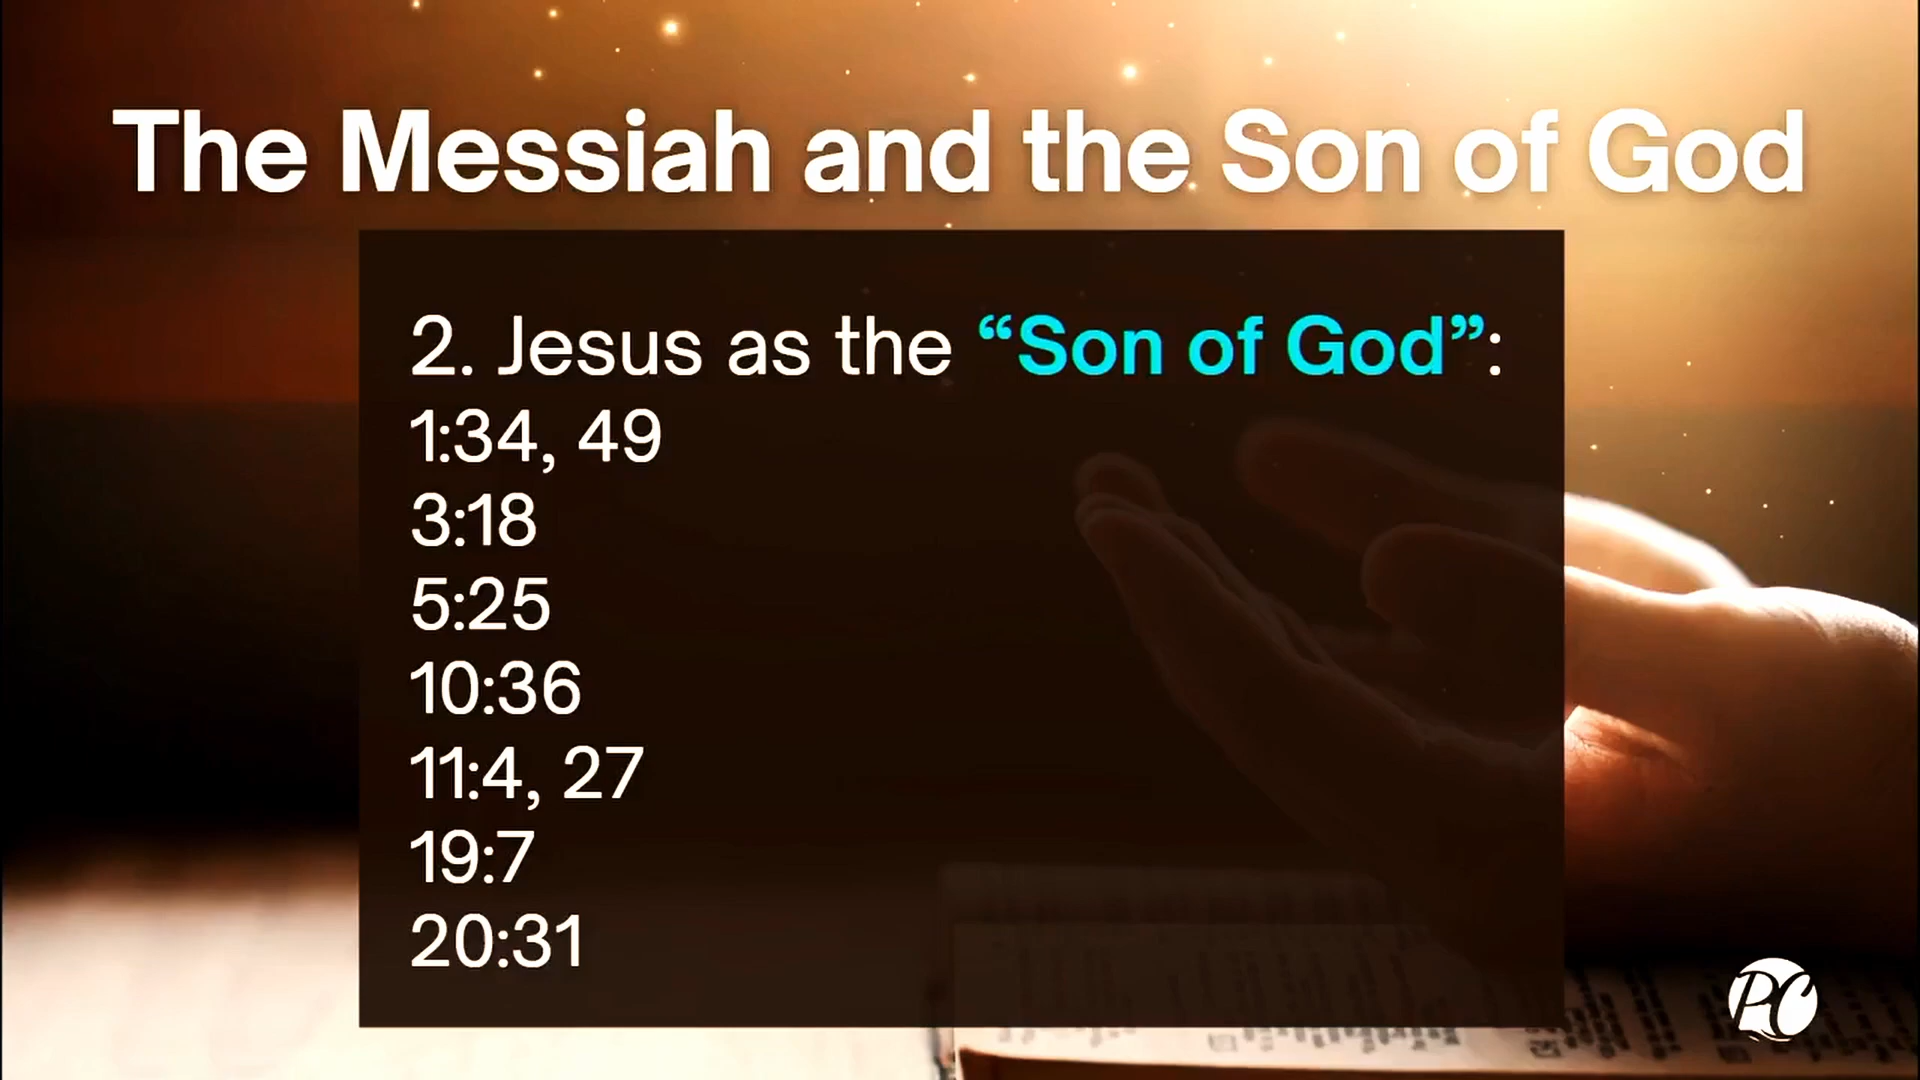 The Messiah and the Son of God
2. Jesus as the “Son of God”:
1:34, 49
3:18
5:25
10:36
11:4, 27
19:7
20:31
PC